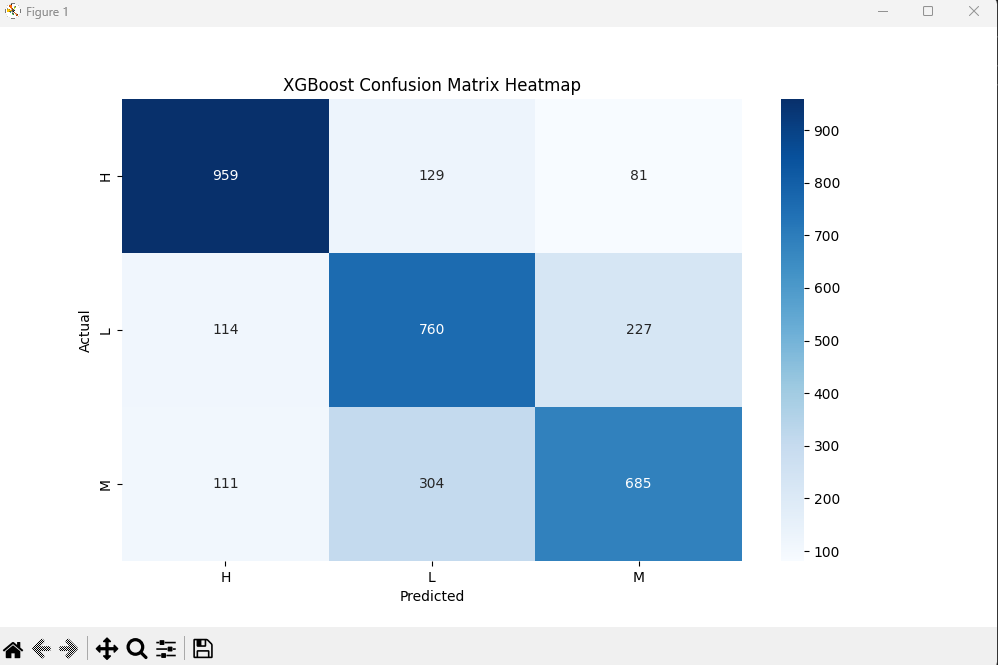 Figure 1
XGBoost Confusion Matrix Heatmap
H 959 129 81
L 114 760 227
M 111 304 685
H L M
Actual
Predicted
900
800
700
600
500
400
300
200
100